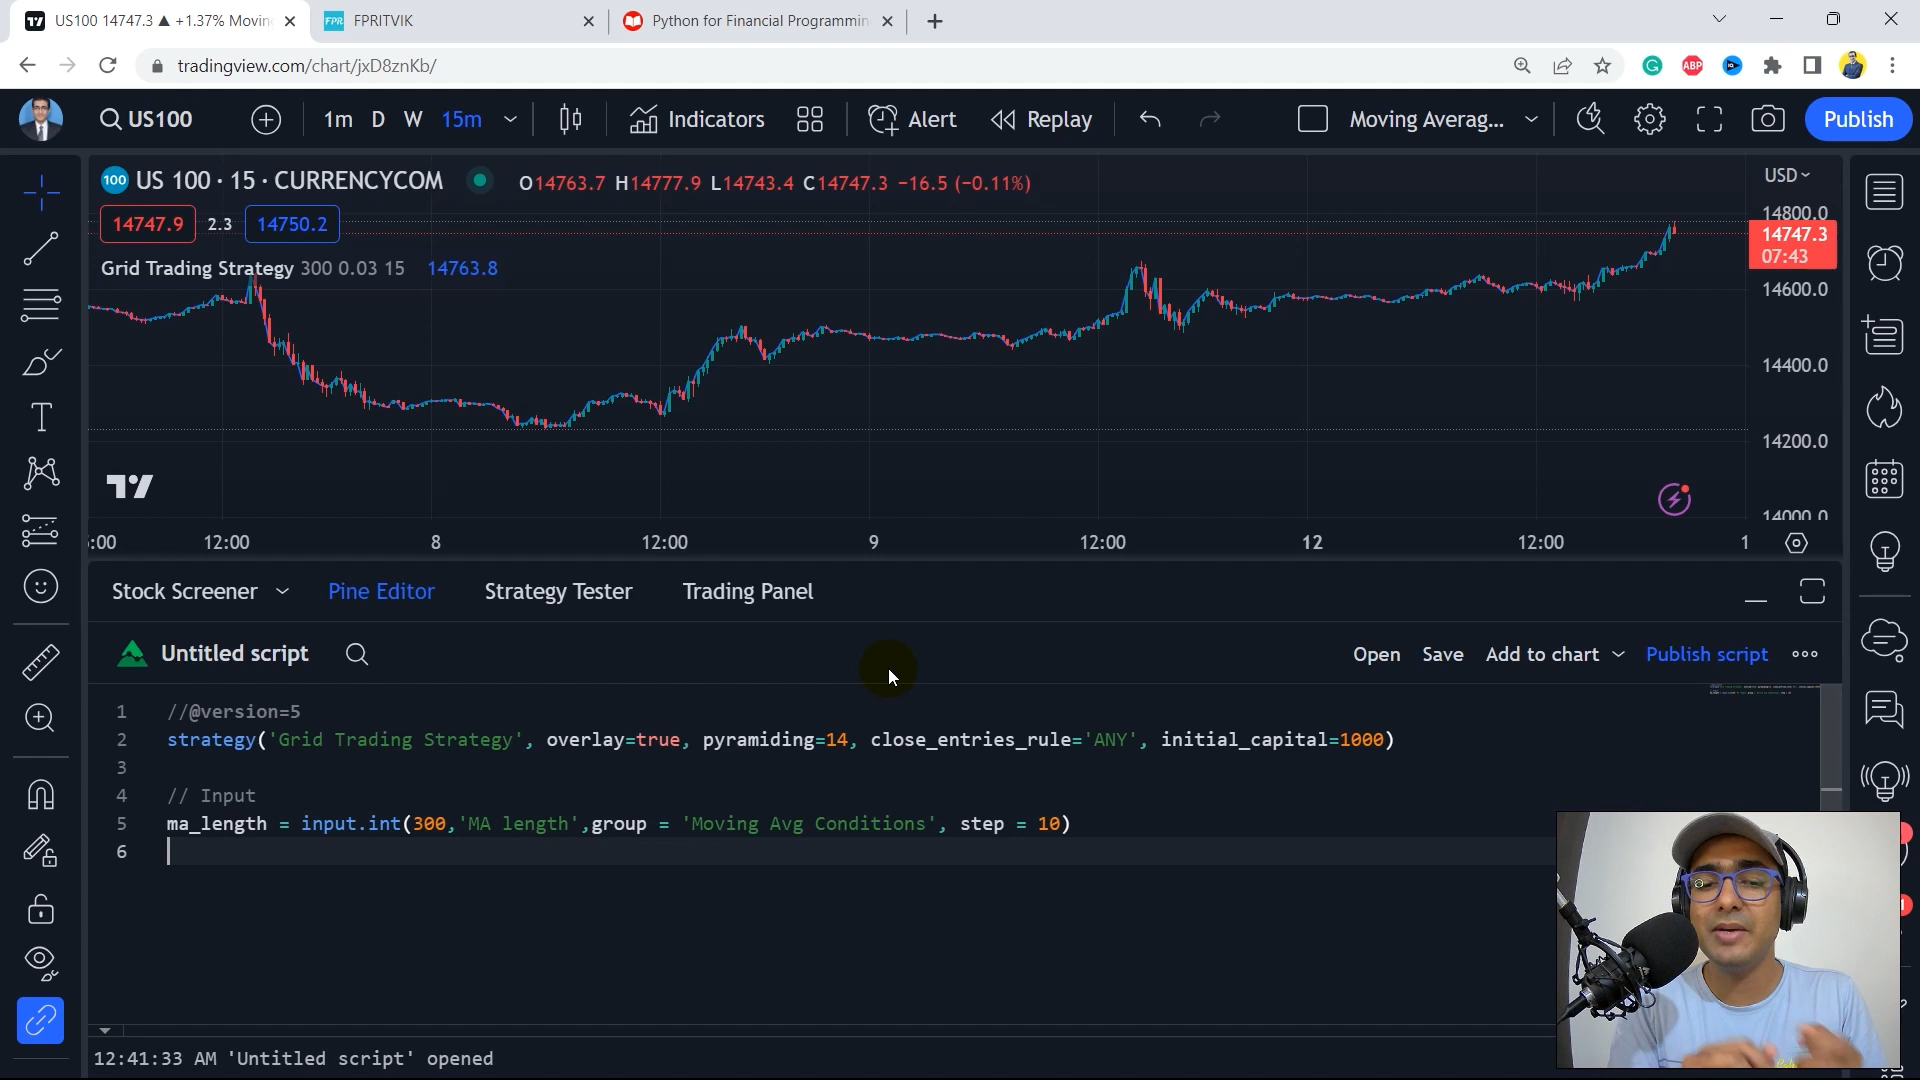 US100 14747.3 ▲ +1.37% Movin
FPR FPRITVIK
Python for Financial Programmin
tradingview.com/chart/jxD8znKb/
ABP
US100 1m D W 15m Indicators Alert Replay Moving Averag... Publish
100 US 100 · 15 · CURRENCYCOM O14763.7 H14777.9 L14743.4 C14747.3 −16.5 (−0.11%)
USD
14747.9 2.3 14750.2
Grid Trading Strategy 300 0.03 15 14763.8
14800.0
14747.3
07:43
14600.0
14400.0
14200.0
14000.0
:00 12:00 8 12:00 9 12:00 12 12:00 1
Stock Screener Pine Editor Strategy Tester Trading Panel
Untitled script Open Save Add to chart Publish script
1 //@version=5
2 strategy('Grid Trading Strategy', overlay=true, pyramiding=14, close_entries_rule='ANY', initial_capital=1000)
3
4 // Input
5 ma_length = input.int(300,'MA length',group = 'Moving Avg Conditions', step = 10)
6
12:41:33 AM 'Untitled script' opened